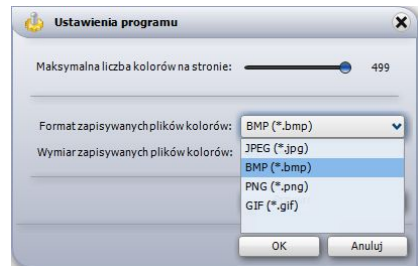 Ustawienia programu
Maksymalna liczba kolorów na stronie: 499
Format zapisywanych plików kolorów: BMP (*.bmp)
JPEG (*.jpg)
Wymiar zapisywanych plików kolorów:
BMP (*.bmp)
PNG (*.png)
GIF (*.gif)
OK Anuluj